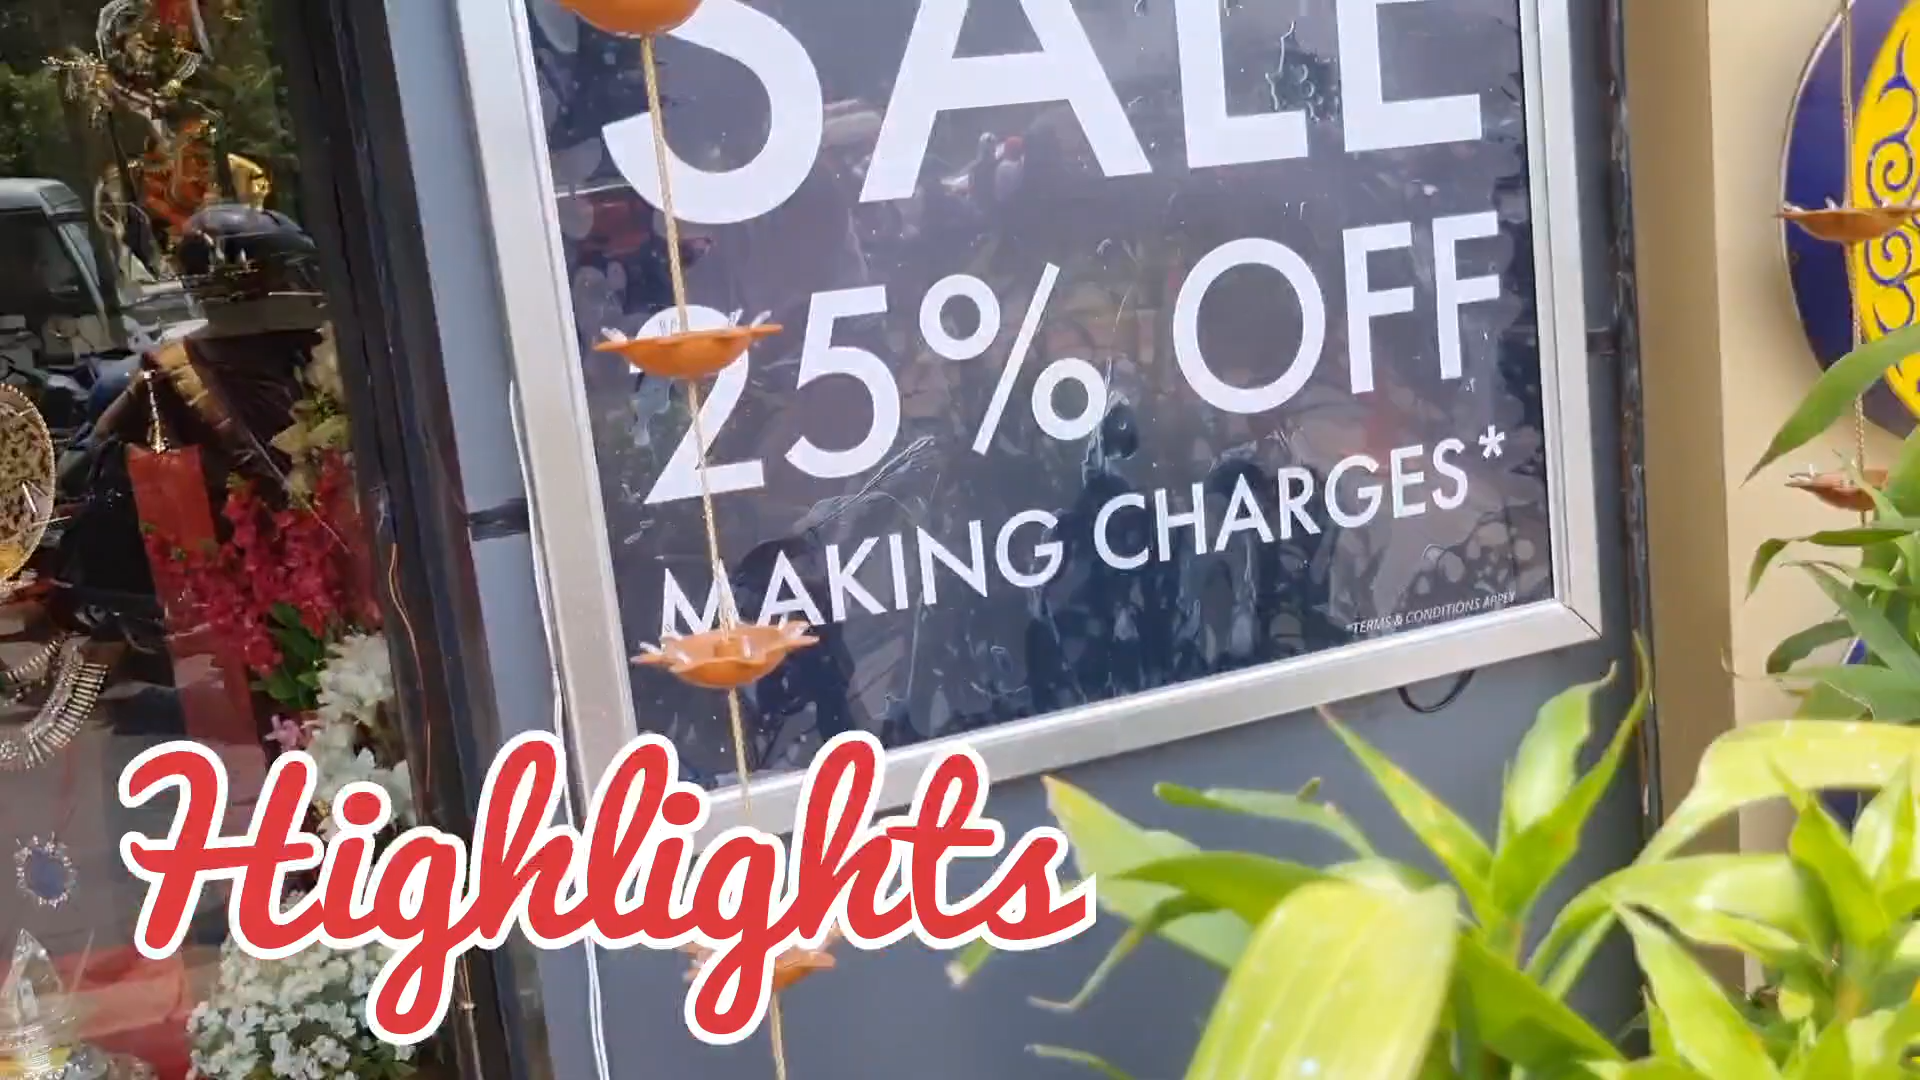 SALE
25% OFF
MAKING CHARGES*
*TERMS & CONDITIONS APPLY
Highlights